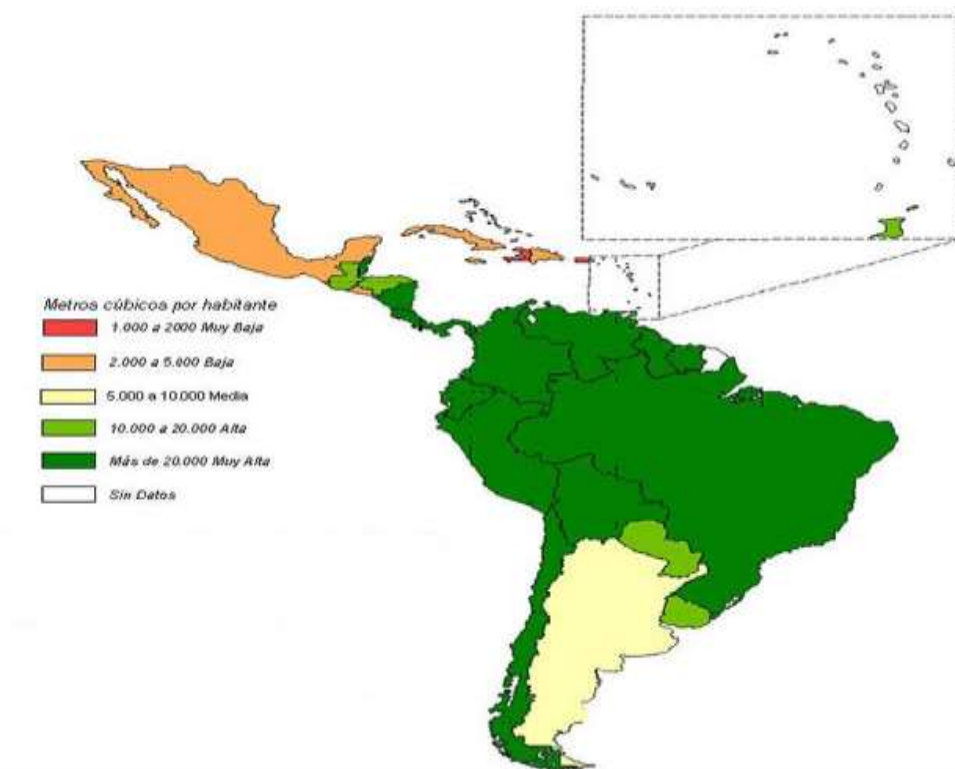 Metros cúbicos por habitante
1.000 a 2000 Muy Baja
2.000 a 5.000 Baja
5.000 a 10.000 Media
10.000 a 20.000 Alta
Más de 20.000 Muy Alta
Sin Datos